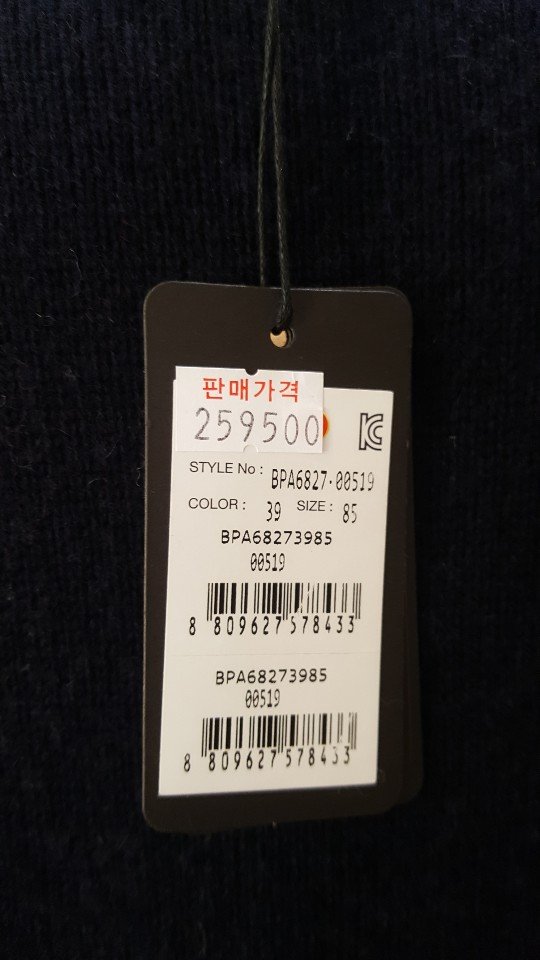 판매가격
259500
KC
STYLE No : BPA6827-00519
COLOR : 39 SIZE : 85
BPA68273985
00519
8 809627 578433
BPA68273985
00519
8 809627 578433